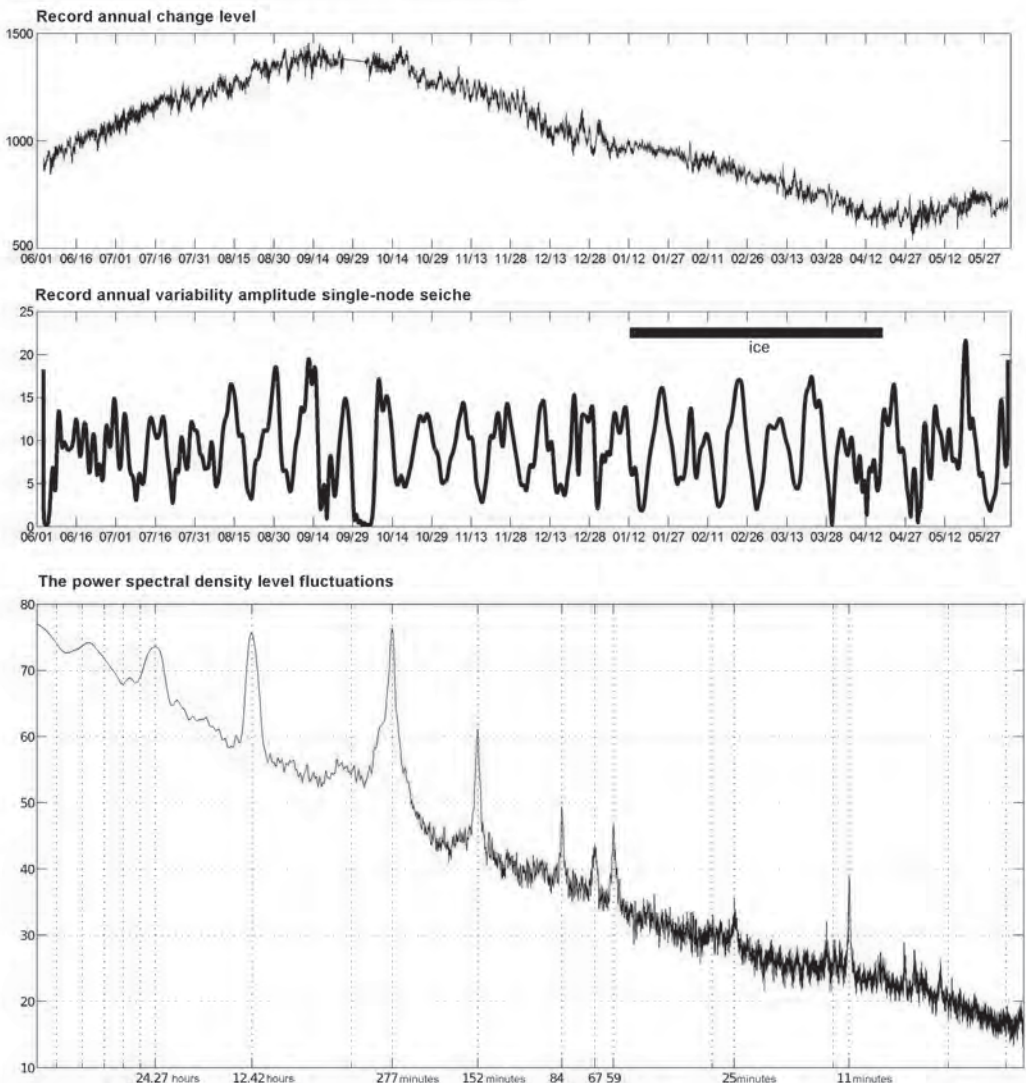 Record annual change level
1500
1000
500
06/01 06/16 07/01 07/16 07/31 08/15 08/30 09/14 09/29 10/14 10/29 11/13 11/28 12/13 12/28 01/12 01/27 02/11 02/26 03/13 03/28 04/12 04/27 05/12 05/27
Record annual variability amplitude single-node seiche
25
20
15
10
5
0
ice
06/01 06/16 07/01 07/16 07/31 08/15 08/30 09/14 09/29 10/14 10/29 11/13 11/28 12/13 12/28 01/12 01/27 02/11 02/26 03/13 03/28 04/12 04/27 05/12 05/27
The power spectral density level fluctuations
80
70
60
50
40
30
20
10
24.27 hours 12.42 hours 277 minutes 152 minutes 84 67 59 25 minutes 11 minutes